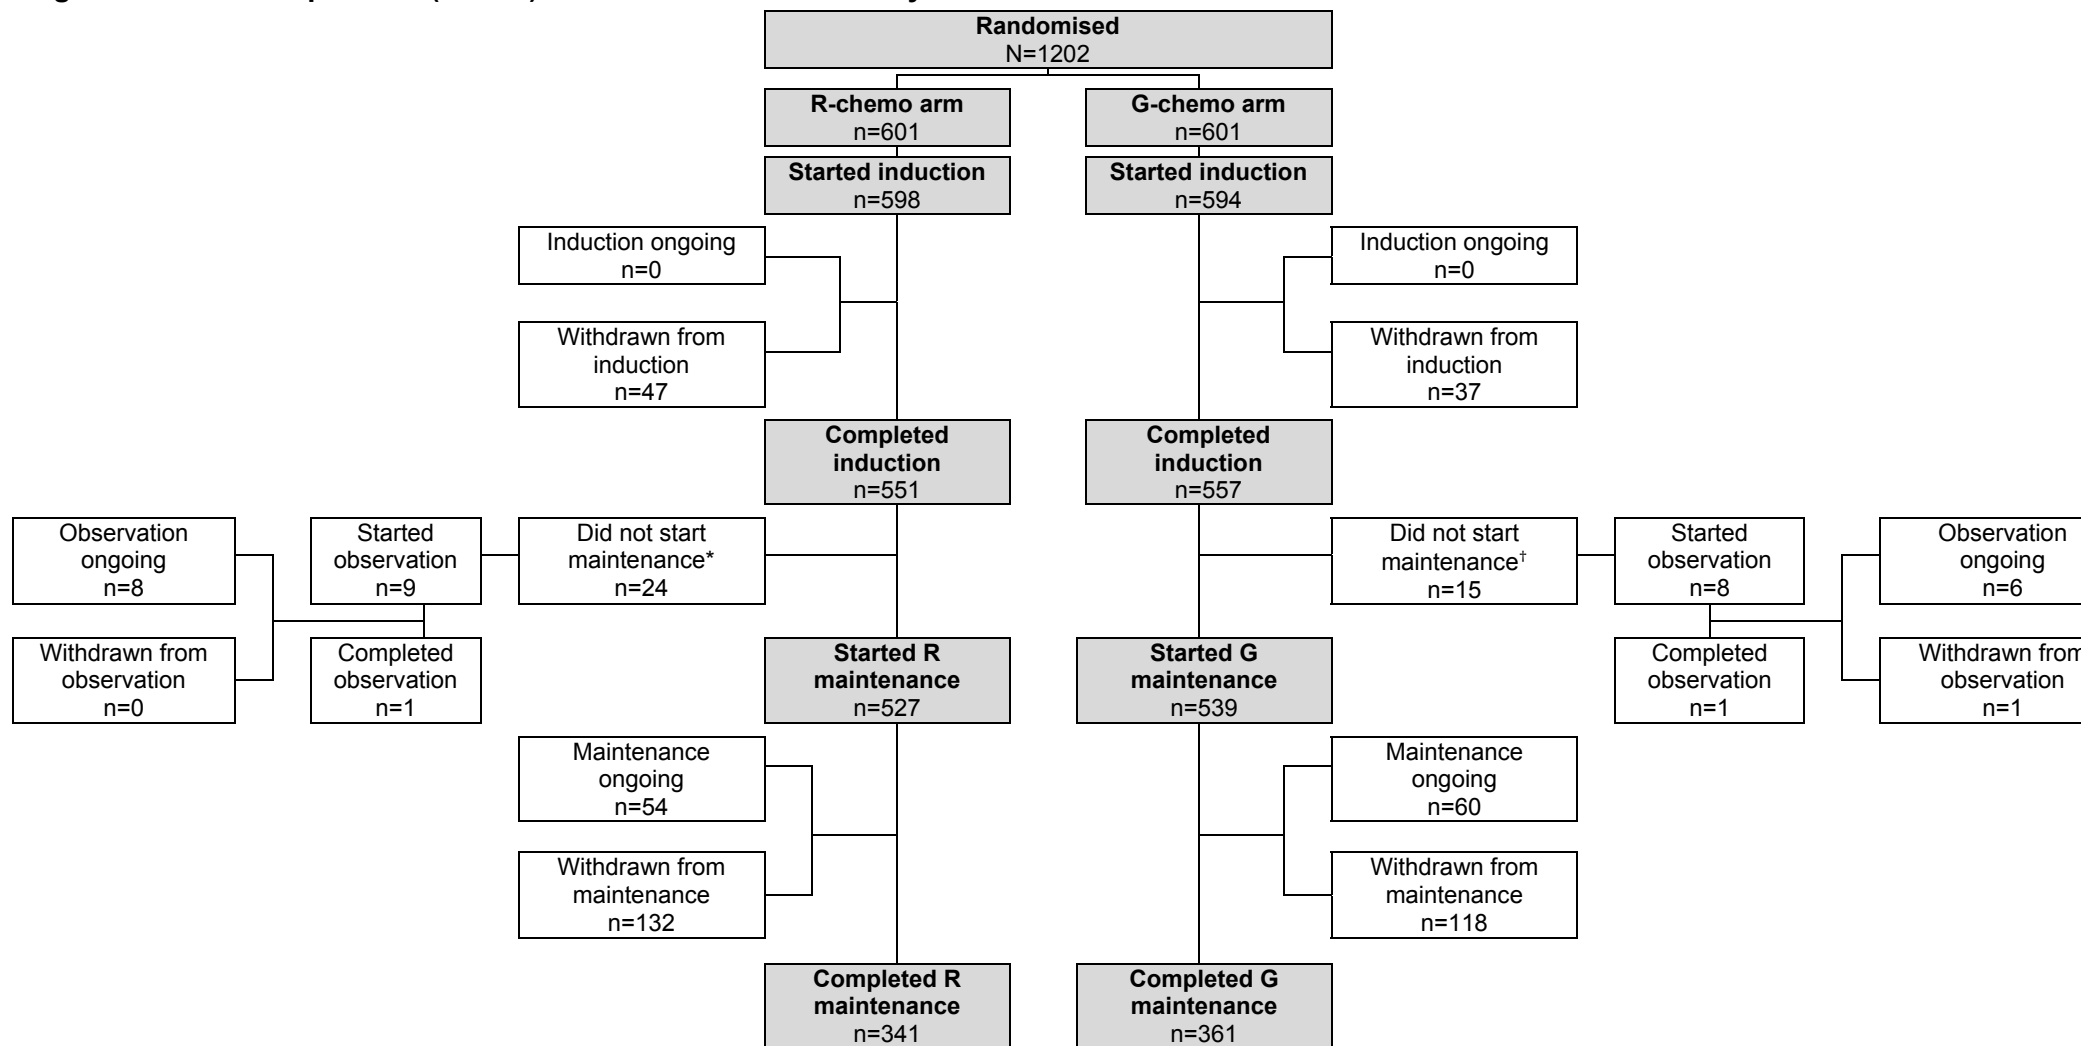 Randomised
N=1202
R-chemo arm
n=601
G-chemo arm
n=601
Started induction
n=598
Started induction
n=594
Induction ongoing
n=0
Induction ongoing
n=0
Withdrawn from
induction
n=47
Withdrawn from
induction
n=37
Completed
induction
n=551
Completed
induction
n=557
Observation
ongoing
n=8
Started
observation
n=9
Did not start
maintenance*
n=24
Did not start
maintenance†
n=15
Started
observation
n=8
Observation
ongoing
n=6
Withdrawn from
observation
n=0
Completed
observation
n=1
Started R
maintenance
n=527
Started G
maintenance
n=539
Completed
observation
n=1
Withdrawn from
observation
n=1
Maintenance
ongoing
n=54
Maintenance
ongoing
n=60
Withdrawn from
maintenance
n=132
Withdrawn from
maintenance
n=118
Completed R
maintenance
n=341
Completed G
maintenance
n=361